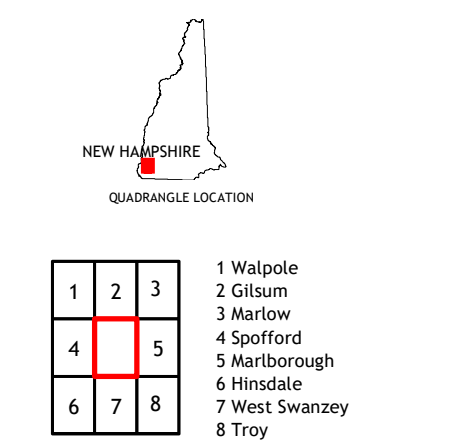 NEW HAMPSHIRE
QUADRANGLE LOCATION
1 2 3
4 5
6 7 8
1 Walpole
2 Gilsum
3 Marlow
4 Spofford
5 Marlborough
6 Hinsdale
7 West Swanzey
8 Troy